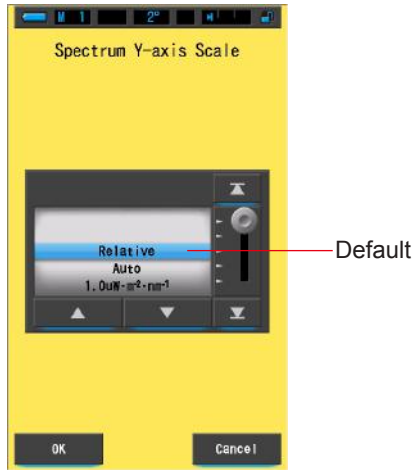 M 1 2°
Spectrum Y-axis Scale
Relative
Default
Auto
1.0uW·m-²·nm-¹
OK Cancel